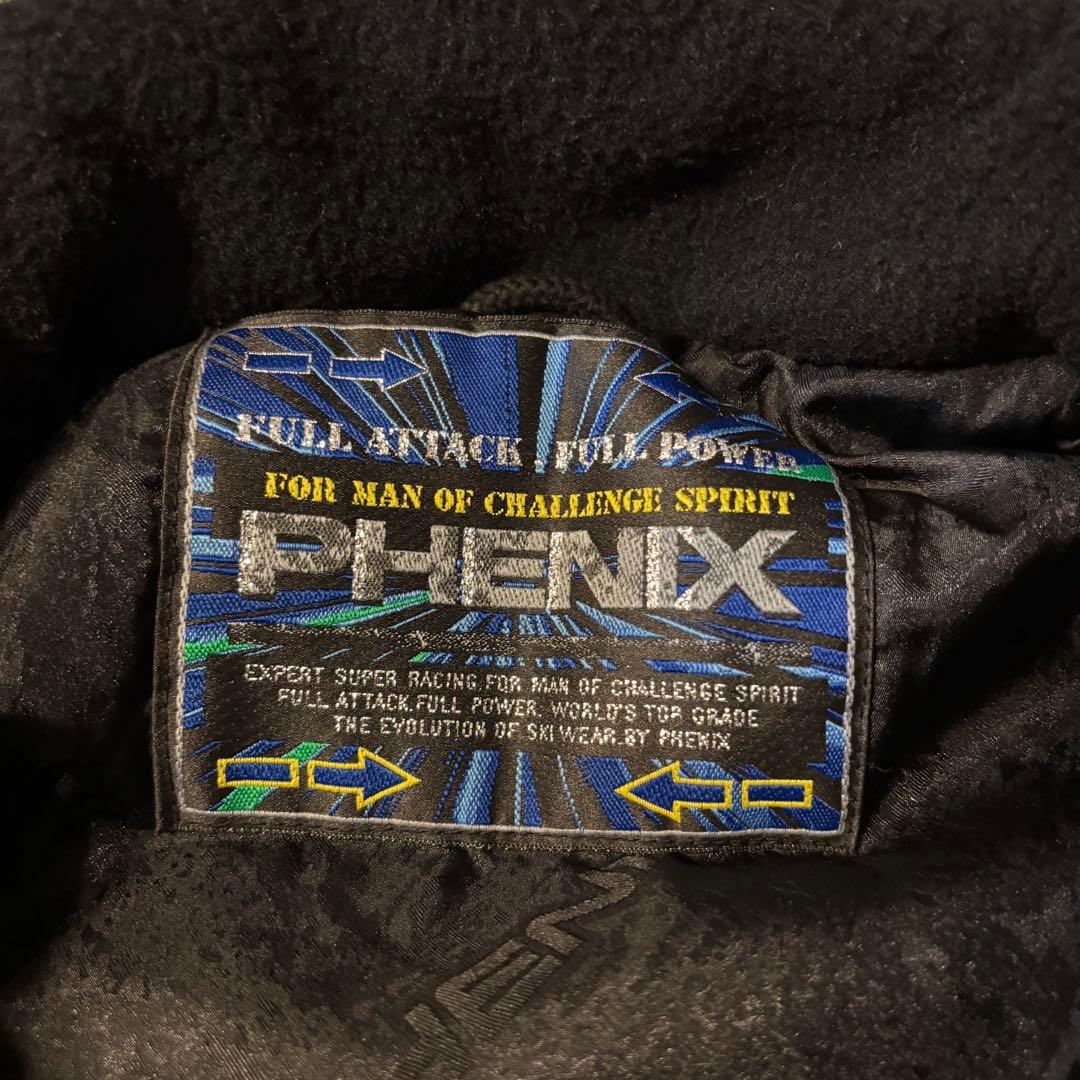 FULL ATTACK FULL POWER
FOR MAN OF CHALLENGE SPIRIT
PHENIX
EXPERT SUPER RACING.FOR MAN OF CHALLENGE SPIRIT
FULL ATTACK.FULL POWER. WORLD'S TOP GRADE
THE EVOLUTION OF SKI WEAR.BY PHENIX